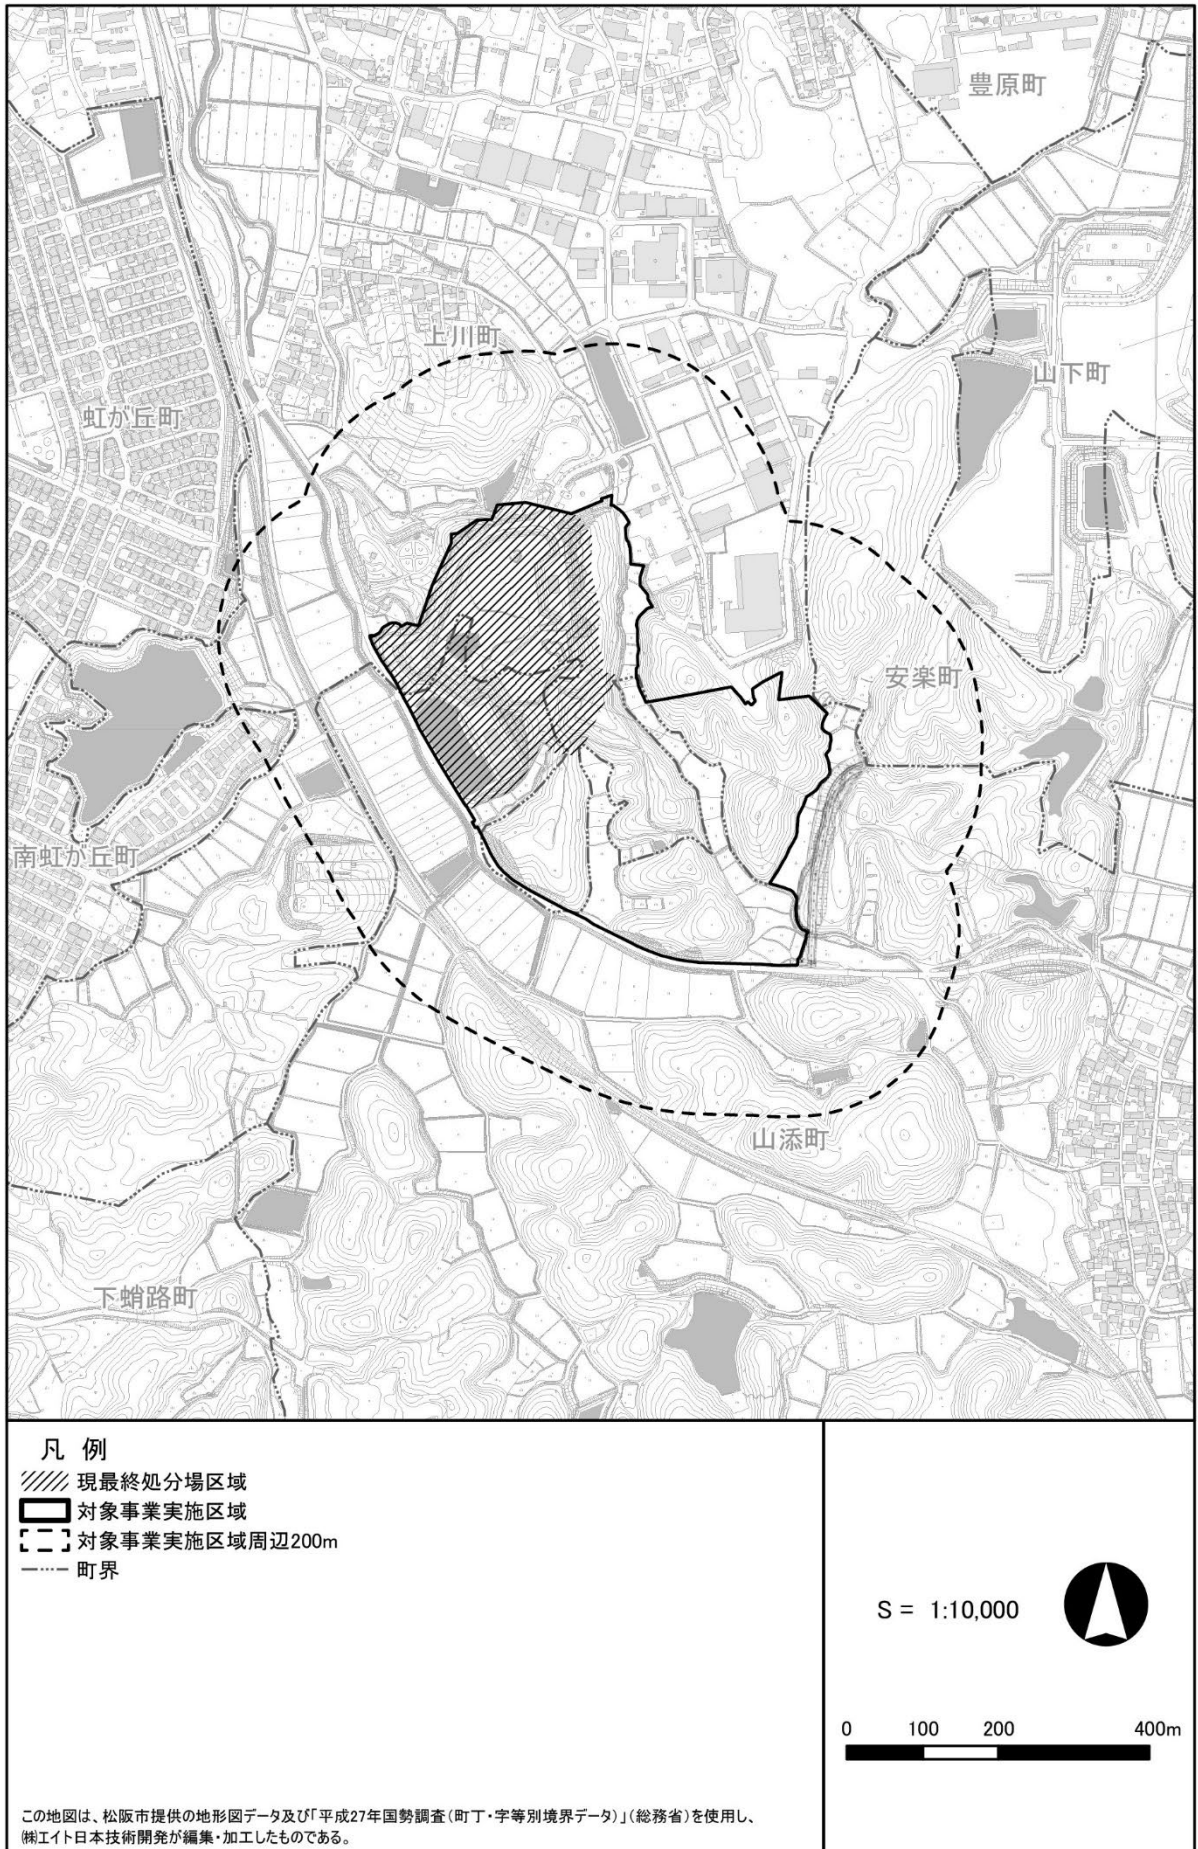 豊原町
上川町
山下町
虹が丘町
安楽町
南虹が丘町
山添町
下蛸路町
凡 例
現最終処分場区域
対象事業実施区域
対象事業実施区域周辺200m
町界
S = 1:10,000
0 100 200 400m
この地図は、松阪市提供の地形図データ及び「平成27年国勢調査(町丁・字等別境界データ)」(総務省)を使用し、
㈱エイト日本技術開発が編集・加工したものである。